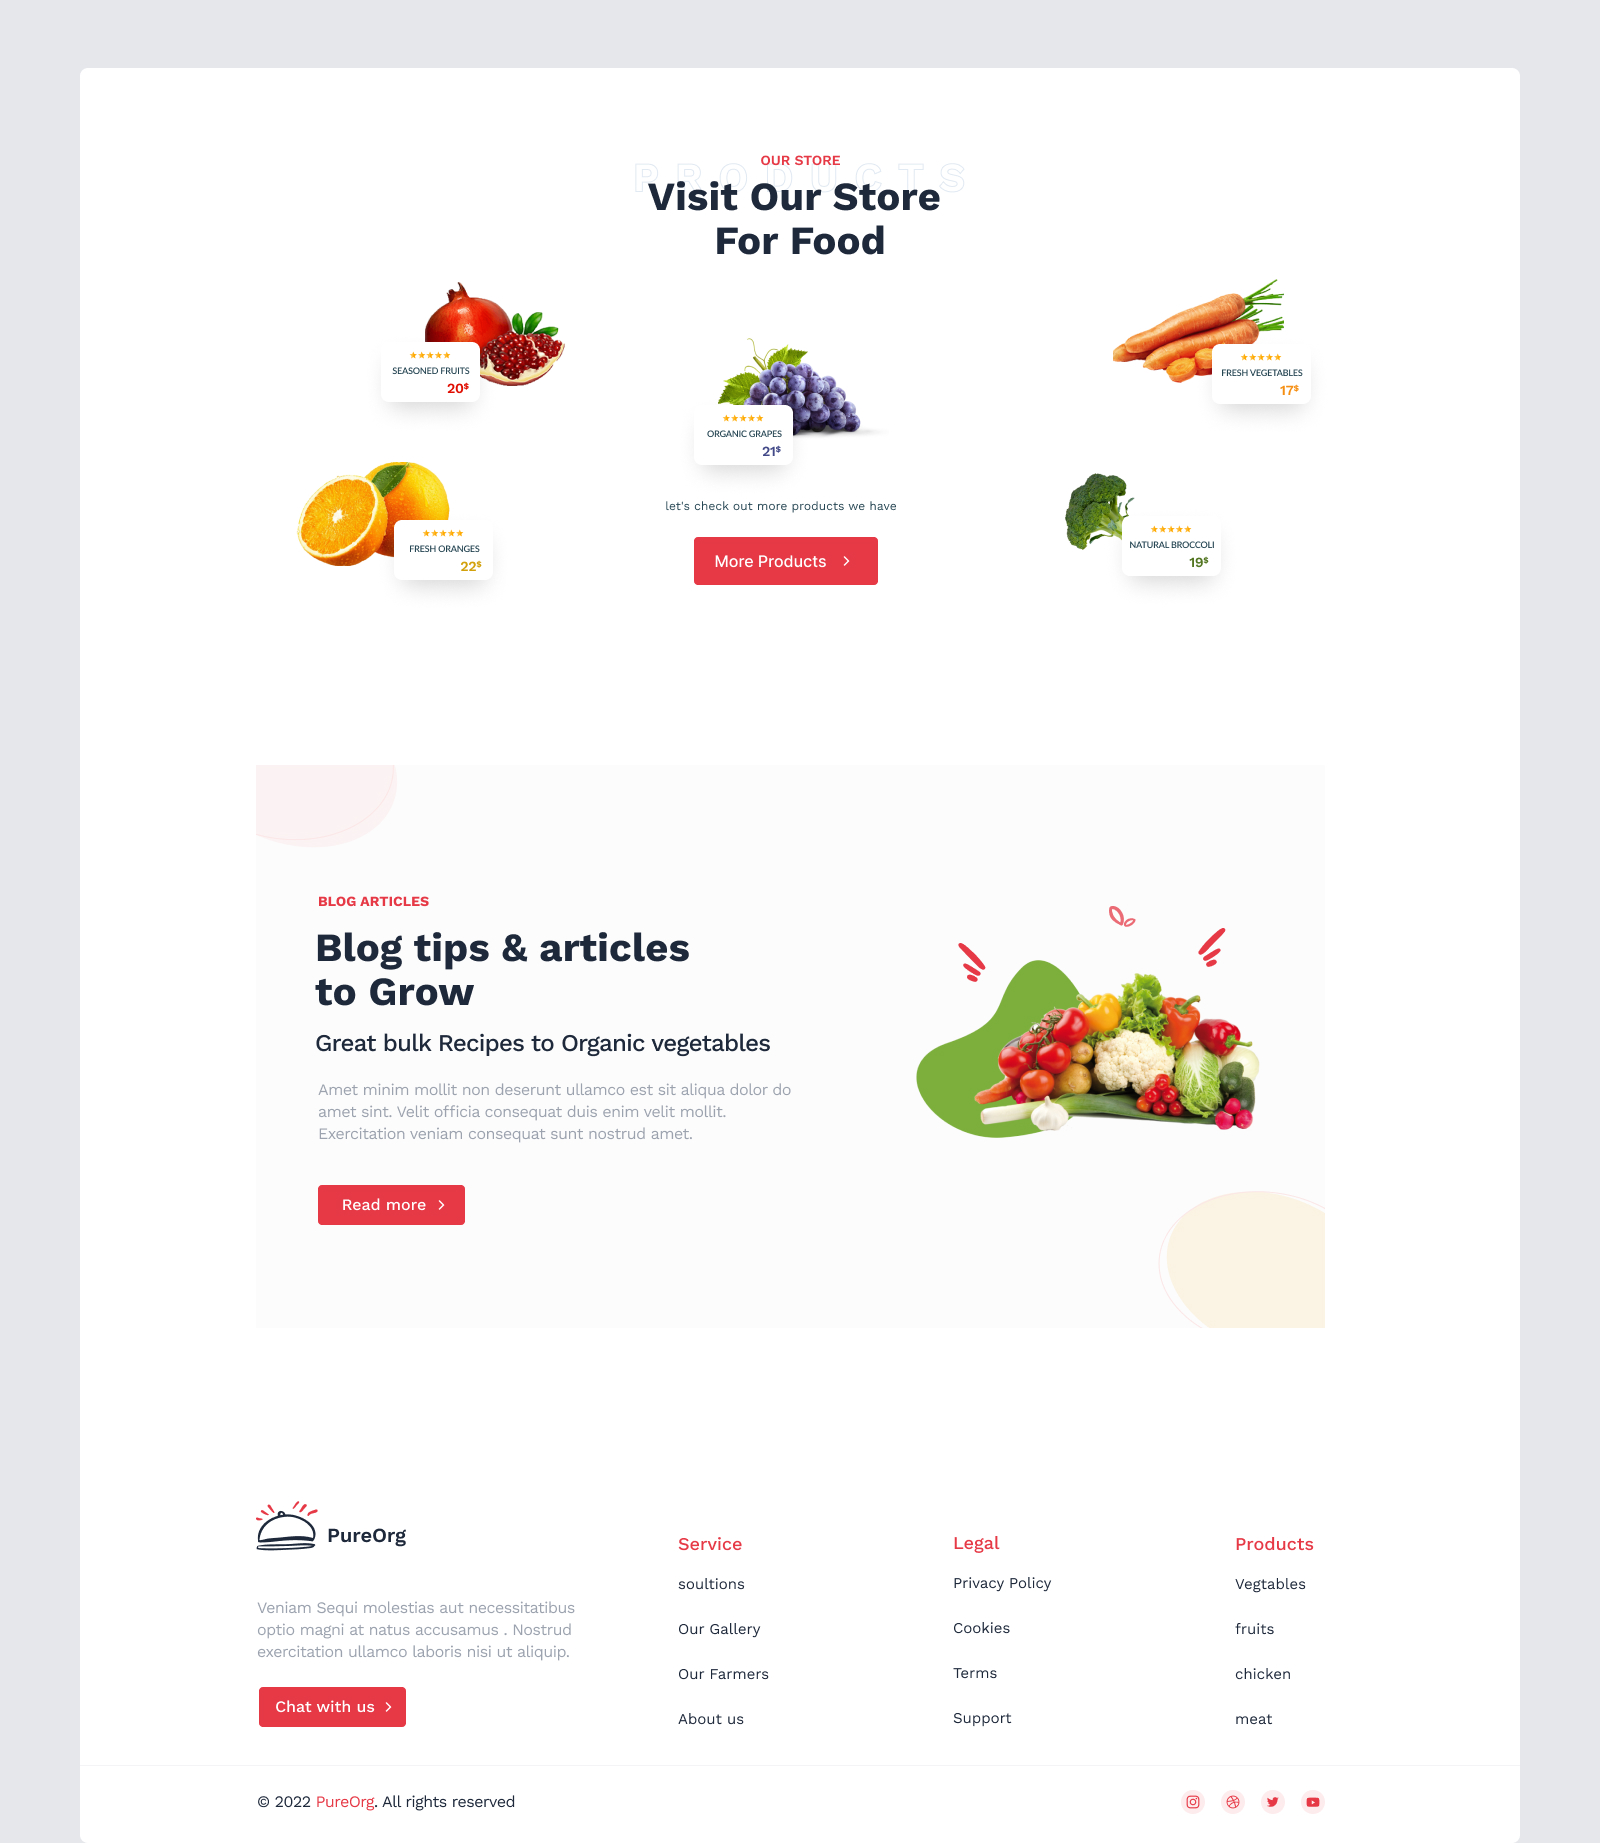 OUR STORE
PRODUCTS
Visit Our Store
For Food
SEASONED FRUITS
20$
ORGANIC GRAPES
21$
FRESH VEGETABLES
17$
FRESH ORANGES
22$
NATURAL BROCCOLI
19$
let's check out more products we have
More Products
BLOG ARTICLES
Blog tips & articles
to Grow
Great bulk Recipes to Organic vegetables
Amet minim mollit non deserunt ullamco est sit aliqua dolor do
amet sint. Velit officia consequat duis enim velit mollit.
Exercitation veniam consequat sunt nostrud amet.
Read more
PureOrg
Veniam Sequi molestias aut necessitatibus
optio magni at natus accusamus . Nostrud
exercitation ullamco laboris nisi ut aliquip.
Chat with us
Service
soultions
Our Gallery
Our Farmers
About us
Legal
Privacy Policy
Cookies
Terms
Support
Products
Vegtables
fruits
chicken
meat
© 2022 PureOrg. All rights reserved